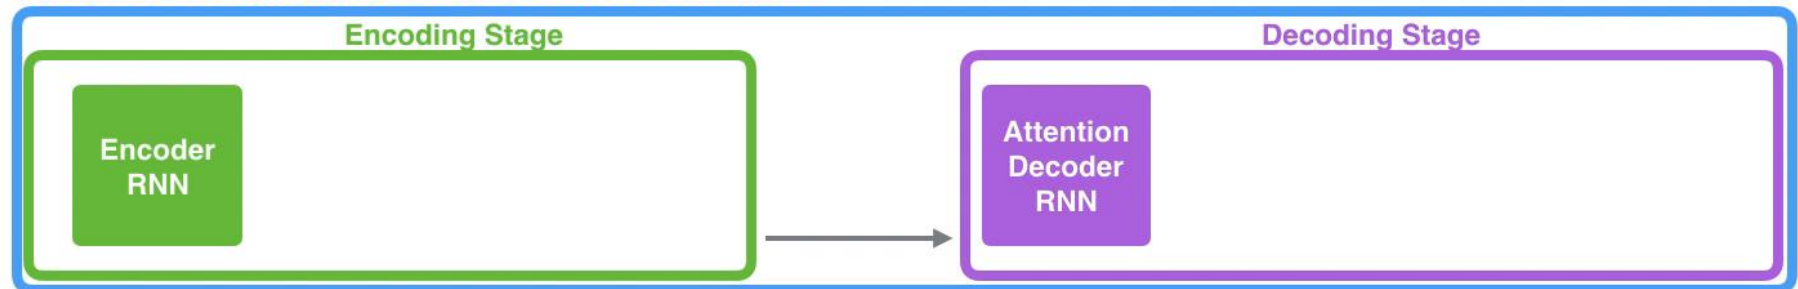 Encoding Stage
Decoding Stage
Encoder
RNN
Attention
Decoder
RNN